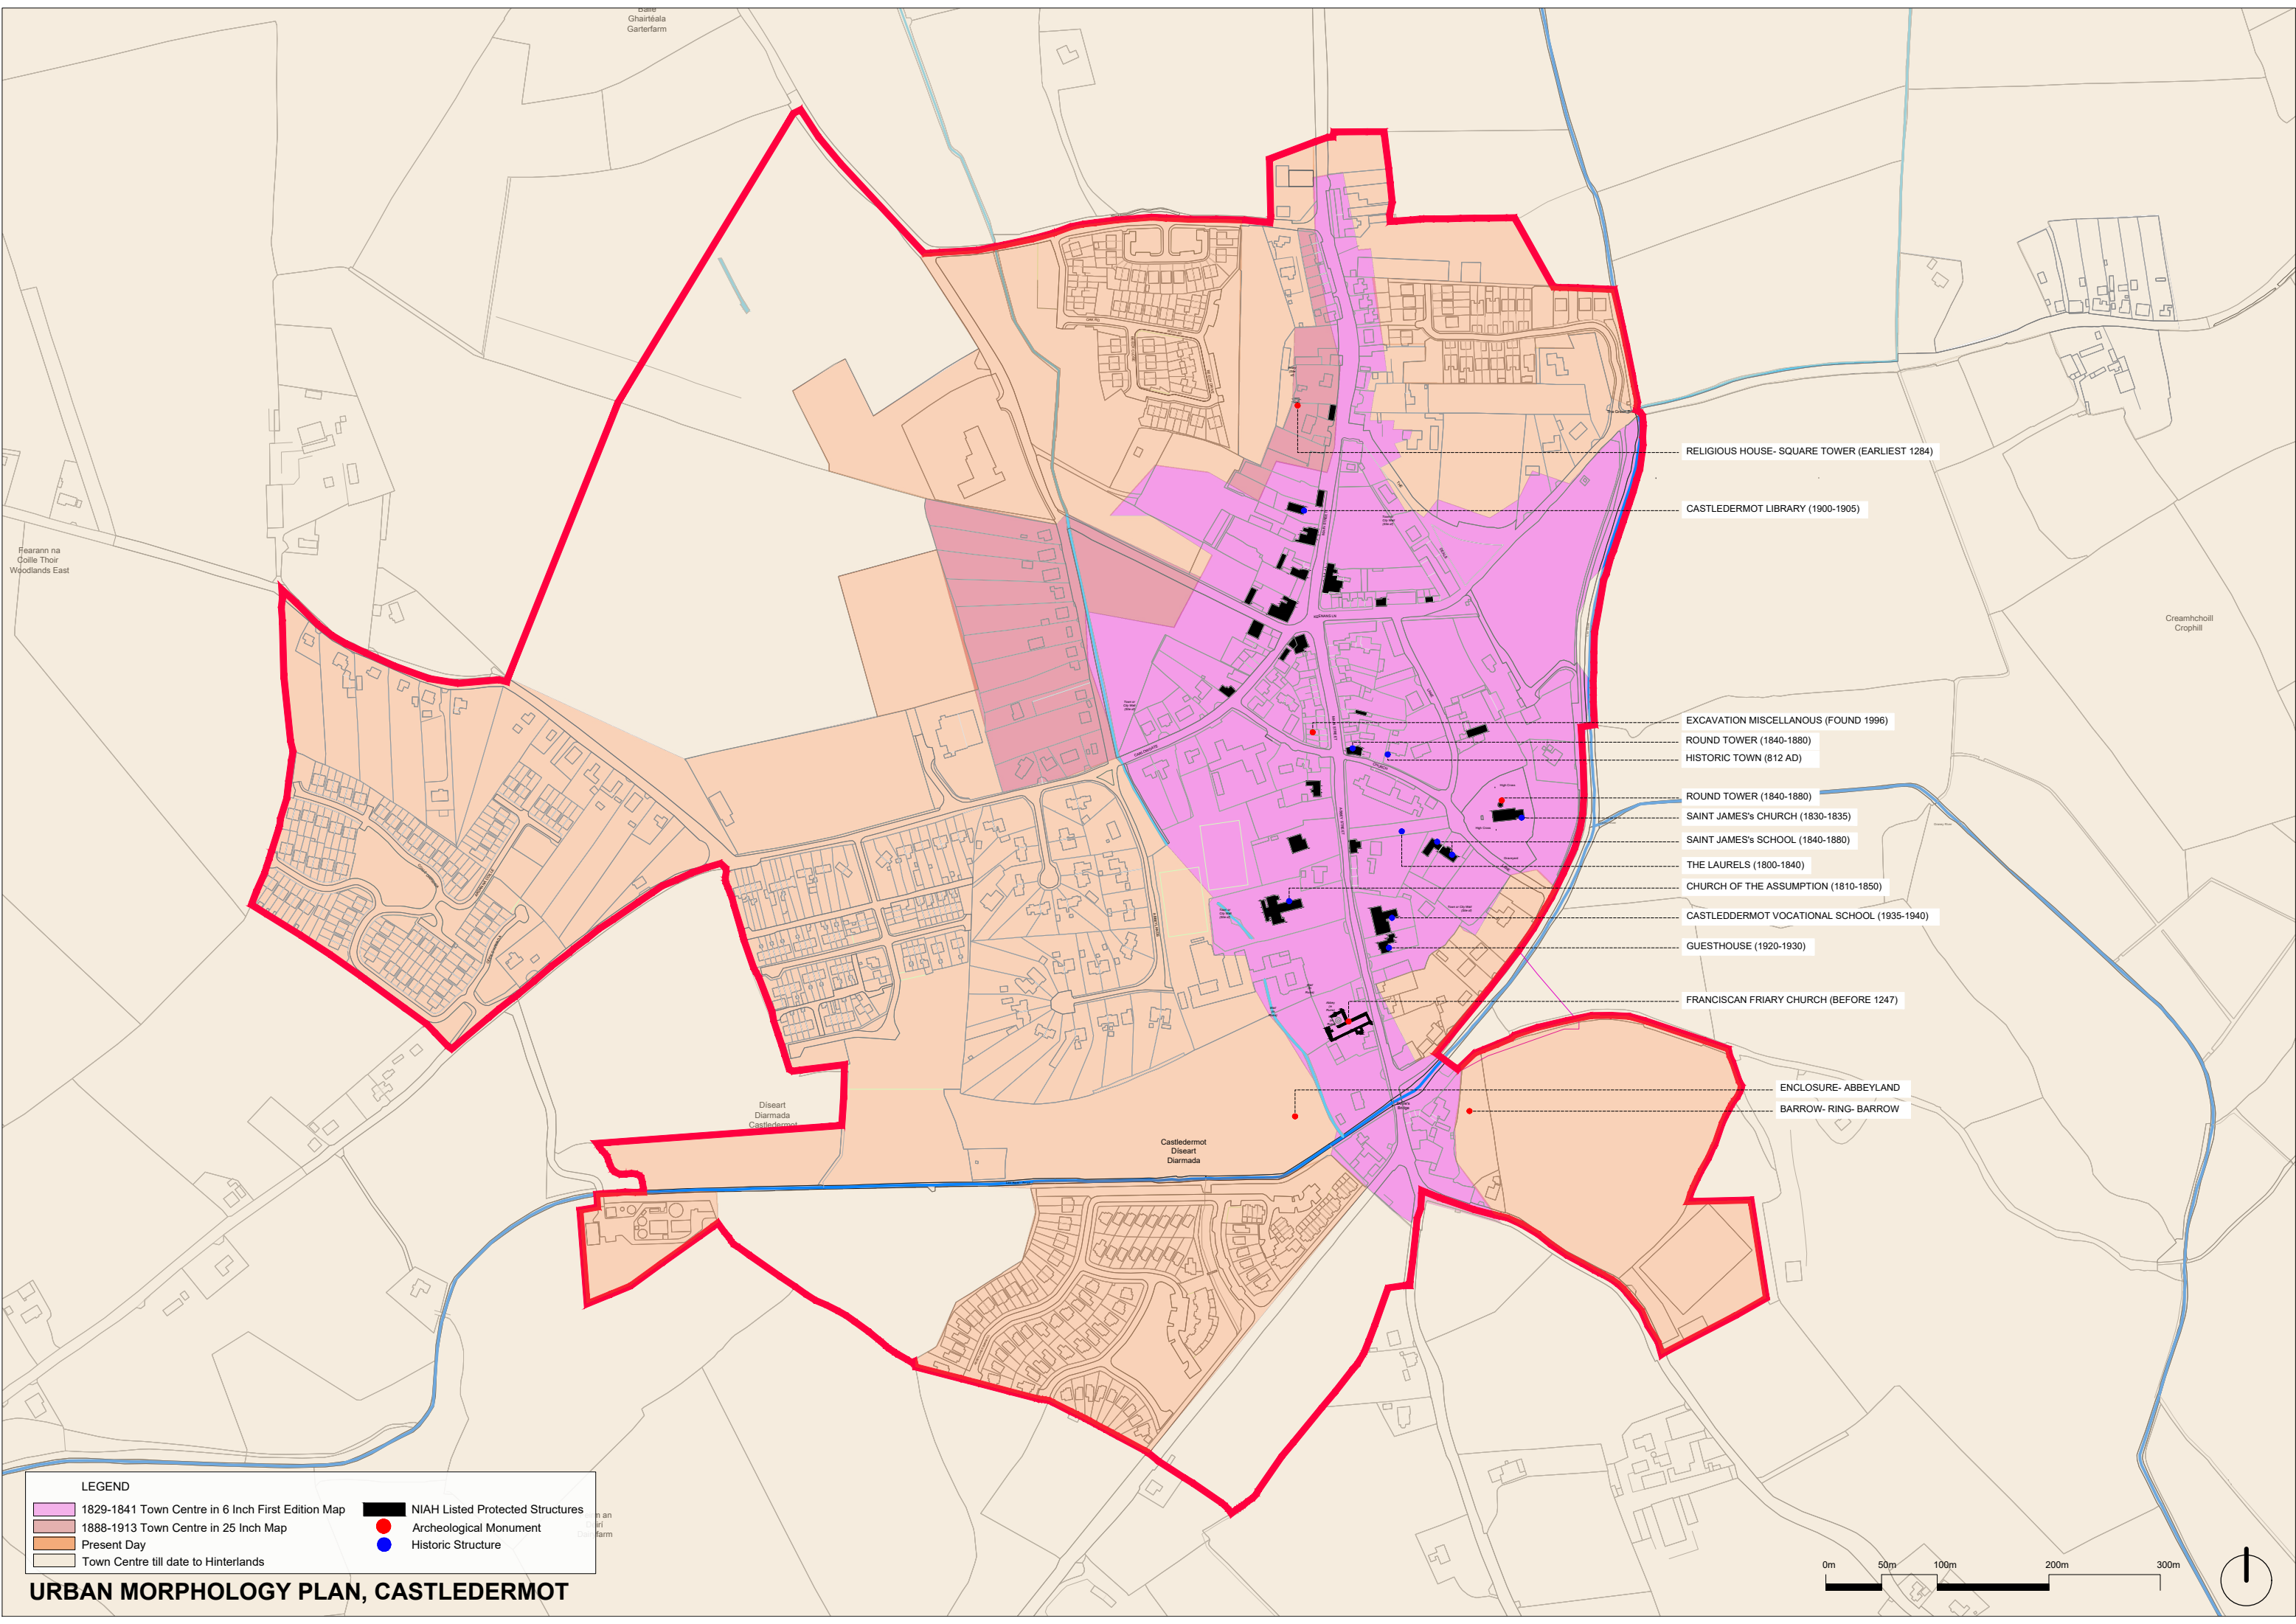 Baile
Ghairtéala
Garterfarm
RELIGIOUS HOUSE- SQUARE TOWER (EARLIEST 1284)
CASTLEDERMOT LIBRARY (1900-1905)
Fearann na
Coille Thoir
Woodlands East
Creamhchoill
Crophill
EXCAVATION MISCELLANOUS (FOUND 1996)
ROUND TOWER (1840-1880)
HISTORIC TOWN (812 AD)
ROUND TOWER (1840-1880)
SAINT JAMES's CHURCH (1830-1835)
SAINT JAMES's SCHOOL (1840-1880)
THE LAURELS (1800-1840)
CHURCH OF THE ASSUMPTION (1810-1850)
CASTLEDDERMOT VOCATIONAL SCHOOL (1935-1940)
GUESTHOUSE (1920-1930)
FRANCISCAN FRIARY CHURCH (BEFORE 1247)
ENCLOSURE- ABBEYLAND
BARROW- RING- BARROW
Díseart
Diarmada
Castledermot
Castledermot
Díseart
Diarmada
LEGEND
1829-1841 Town Centre in 6 Inch First Edition Map
1888-1913 Town Centre in 25 Inch Map
Present Day
Town Centre till date to Hinterlands
NIAH Listed Protected Structures
Archeological Monument
Historic Structure
URBAN MORPHOLOGY PLAN, CASTLEDERMOT
0m 50m 100m 200m 300m